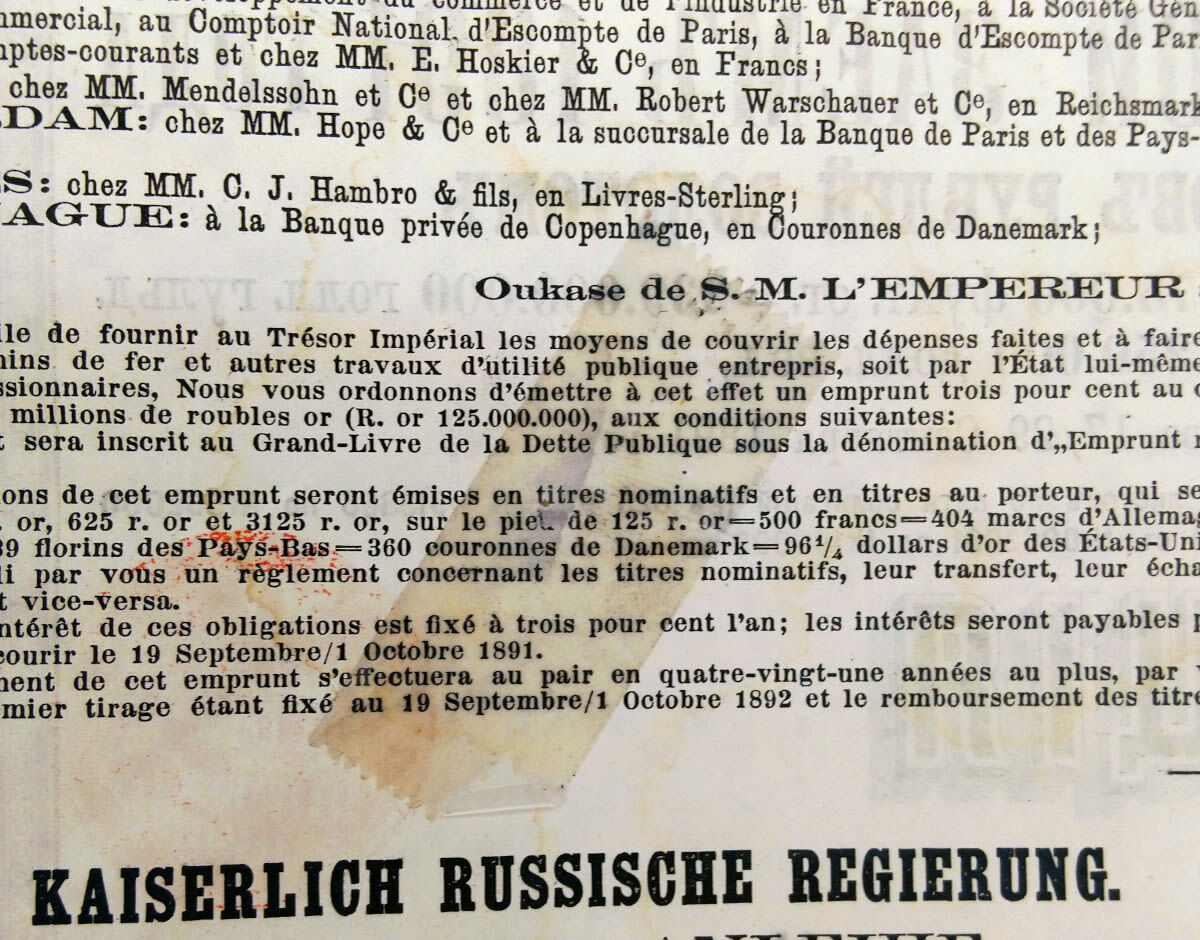 développement du commerce et de l'Industrie en France, à la Société Gén
mmercial, au Comptoir National d'Escompte de Paris, à la Banque d'Escompte de Par
mptes-courants et chez MM. E. Hoskier & Cᵉ, en Francs;
chez MM. Mendelssohn et Cᵉ et chez MM. Robert Warschauer et Cᵉ, en Reichsmark
DAM: chez MM. Hope & Cᵉ et à la succursale de la Banque de Paris et des Pays-
S: chez MM. C. J. Hambro & fils, en Livres-Sterling;
AGUE: à la Banque privée de Copenhague, en Couronnes de Danemark;
Oukase de S. M. L'EMPEREUR
ile de fournir au Trésor Impérial les moyens de couvrir les dépenses faites et à faire
mins de fer et autres travaux d'utilité publique entrepris, soit par l'État lui-même
ssionnaires, Nous vous ordonnons d'émettre à cet effet un emprunt trois pour cent au
millions de roubles or (R. or 125.000.000), aux conditions suivantes:
t sera inscrit au Grand-Livre de la Dette Publique sous la dénomination d'„Emprunt
ions de cet emprunt seront émises en titres nominatifs et en titres au porteur, qui se
. or, 625 r. or et 3125 r. or, sur le pied de 125 r. or=500 francs=404 marcs d'Allema
39 florins des Pays-Bas=360 couronnes de Danemark=96¹/₄ dollars d'or des États-Uni
li par vous un règlement concernant les titres nominatifs, leur transfert, leur écha
t vice-versa.
ntérêt de ces obligations est fixé à trois pour cent l'an; les intérêts seront payables p
courir le 19 Septembre/1 Octobre 1891.
ment de cet emprunt s'effectuera au pair en quatre-vingt-une années au plus, par
mier tirage étant fixé au 19 Septembre/1 Octobre 1892 et le remboursement des titre
KAISERLICH RUSSISCHE REGIERUNG.